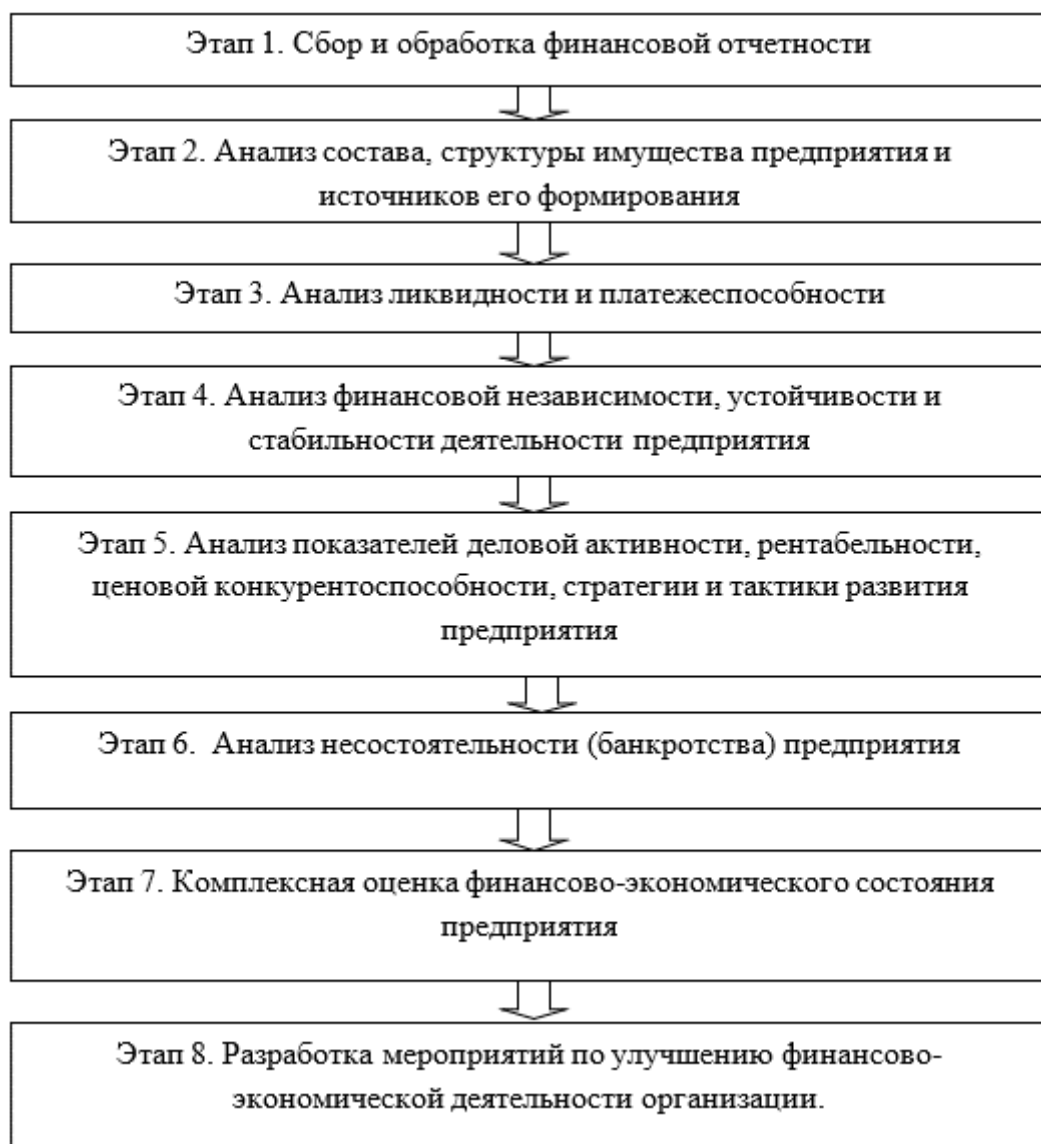 Этап 1. Сбор и обработка финансовой отчетности
Этап 2. Анализ состава, структуры имущества предприятия и
источников его формирования
Этап 3. Анализ ликвидности и платежеспособности
Этап 4. Анализ финансовой независимости, устойчивости и
стабильности деятельности предприятия
Этап 5. Анализ показателей деловой активности, рентабельности,
ценовой конкурентоспособности, стратегии и тактики развития
предприятия
Этап 6. Анализ несостоятельности (банкротства) предприятия
Этап 7. Комплексная оценка финансово-экономического состояния
предприятия
Этап 8. Разработка мероприятий по улучшению финансово-
экономической деятельности организации.